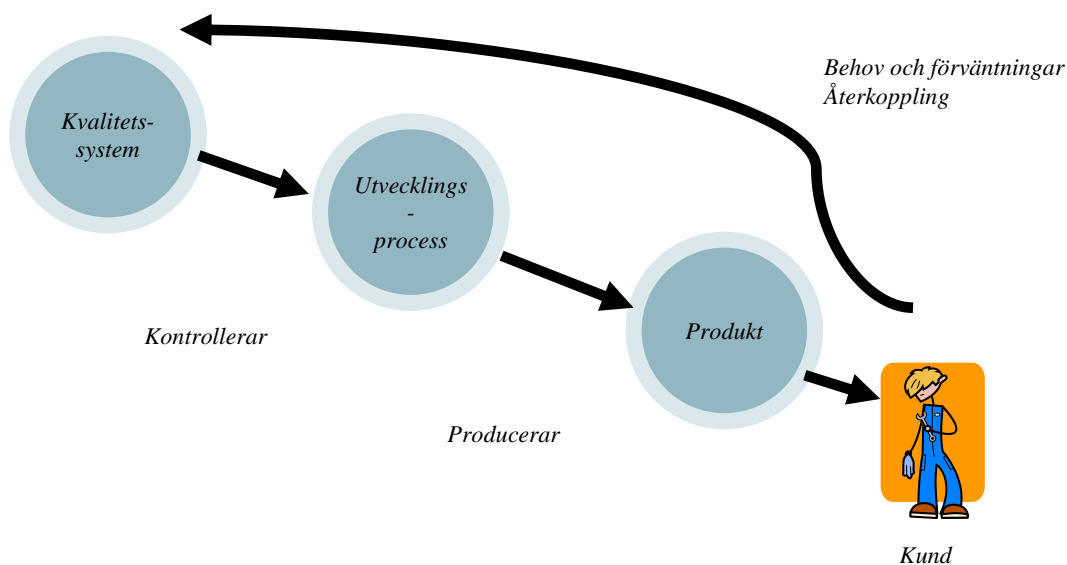 Behov och förväntningar
Återkoppling
Kvalitets-
system
Utvecklings
-
process
Produkt
Kontrollerar
Producerar
Kund